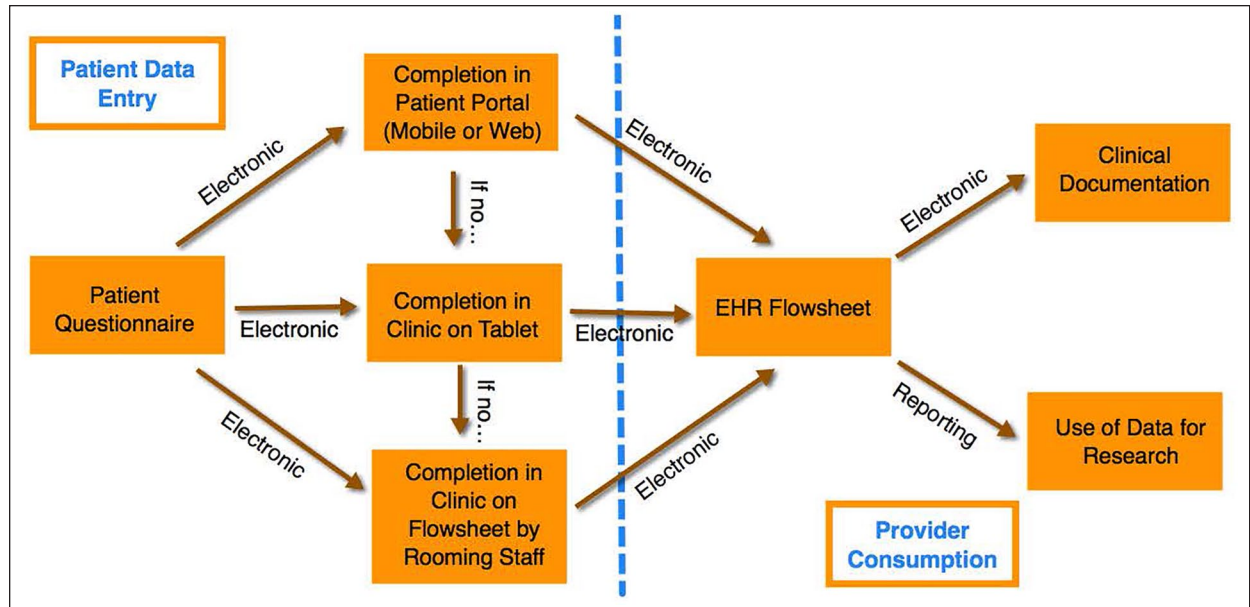 Patient Data
Entry
Completion in
Patient Portal
(Mobile or Web)
Electronic
Electronic
Clinical
Documentation
If no...
Electronic
Patient
Questionnaire
Electronic
Completion in
Clinic on Tablet
Electronic
EHR Flowsheet
If no...
Reporting
Electronic
Completion in
Clinic on
Flowsheet by
Rooming Staff
Electronic
Use of Data for
Research
Provider
Consumption